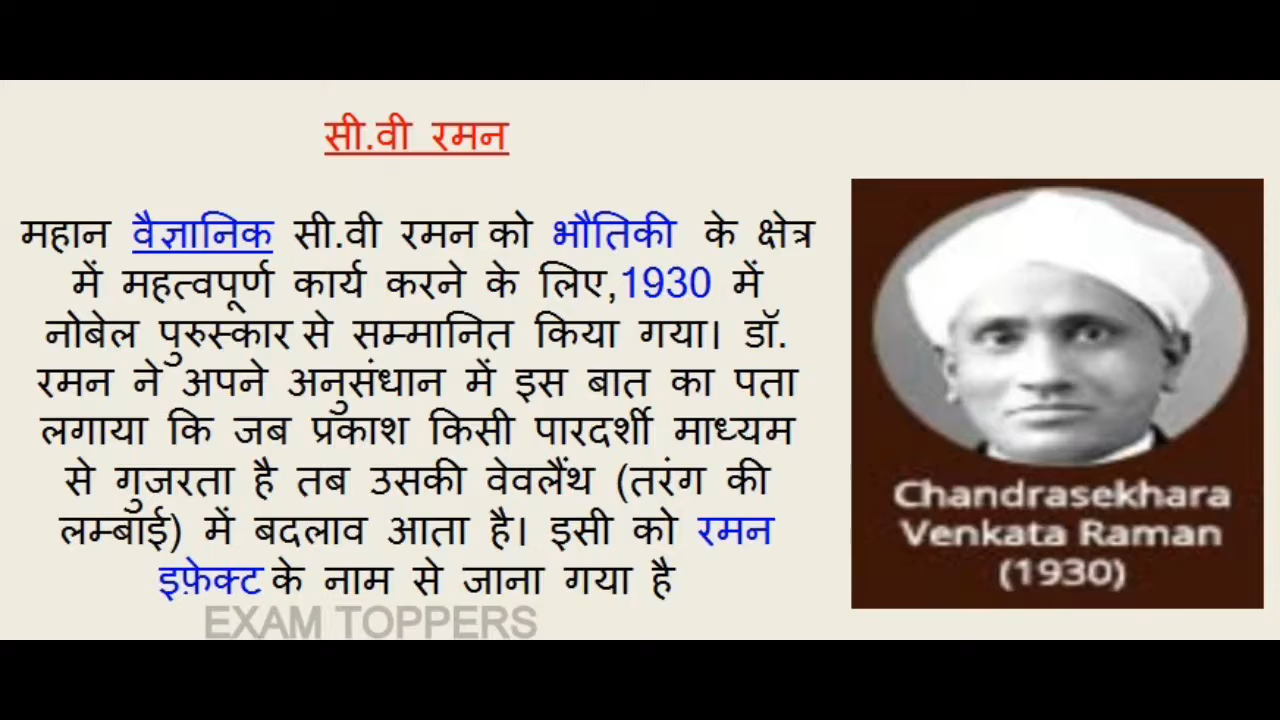 सी.वी रमन
महान वैज्ञानिक सी.वी रमन को भौतिकी के क्षेत्र
में महत्वपूर्ण कार्य करने के लिए,1930 में
नोबेल पुरुस्कार से सम्मानित किया गया। डॉ.
रमन ने अपने अनुसंधान में इस बात का पता
लगाया कि जब प्रकाश किसी पारदर्शी माध्यम
से गुजरता है तब उसकी वेवलैंथ (तरंग की
लम्बाई) में बदलाव आता है। इसी को रमन
इफ़ेक्ट के नाम से जाना गया है
EXAM TOPPERS
Chandrasekhara
Venkata Raman
(1930)